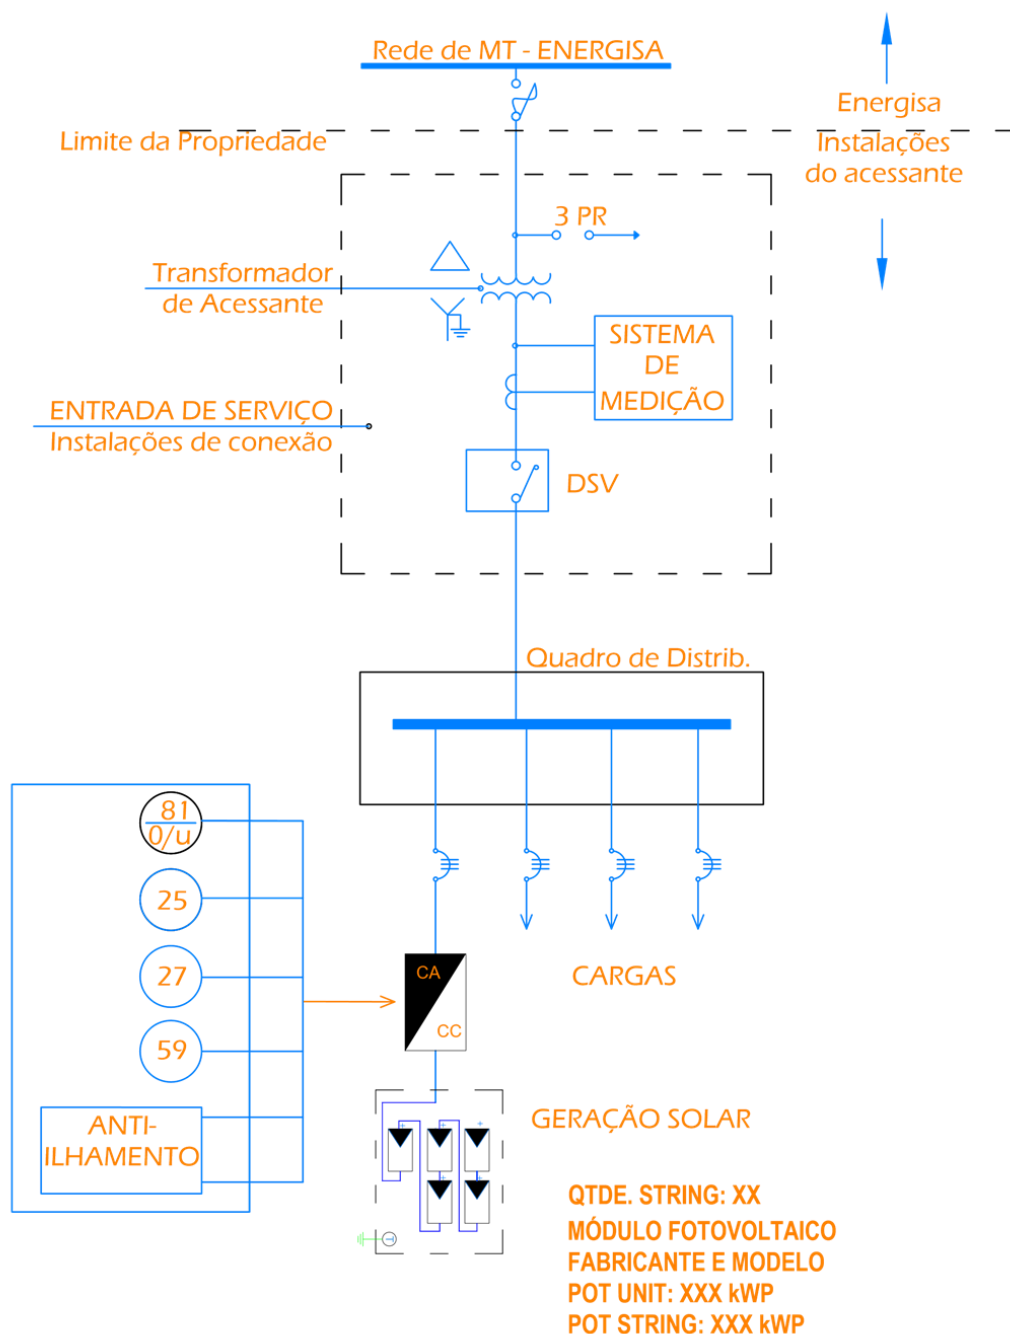 Rede de MT - ENERGISA
Energisa
Limite da Propriedade
Instalações
do acessante
3 PR
Transformador
de Acessante
SISTEMA
DE
MEDIÇÃO
ENTRADA DE SERVIÇO
Instalações de conexão
DSV
Quadro de Distrib.
81
0/u
25
27
59
ANTI-
ILHAMENTO
CA
CC
CARGAS
GERAÇÃO SOLAR
QTDE. STRING: XX
MÓDULO FOTOVOLTAICO
FABRICANTE E MODELO
POT UNIT: XXX kWP
POT STRING: XXX kWP